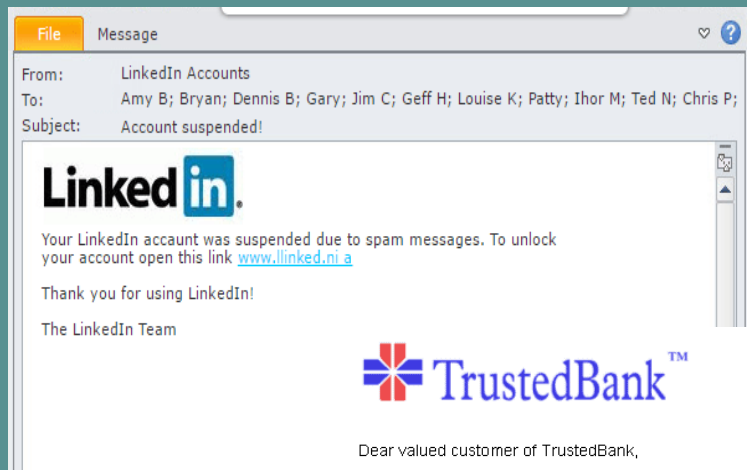 File Message
From: LinkedIn Accounts
To: Amy B; Bryan; Dennis B; Gary; Jim C; Geff H; Louise K; Patty; Ihor M; Ted N; Chris P;
Subject: Account suspended!
Linked in.
Your LinkedIn accaunt was suspended due to spam messages. To unlock
your account open this link www.llinked.ni a
Thank you for using LinkedIn!
The LinkedIn Team
TrustedBank™
Dear valued customer of TrustedBank,